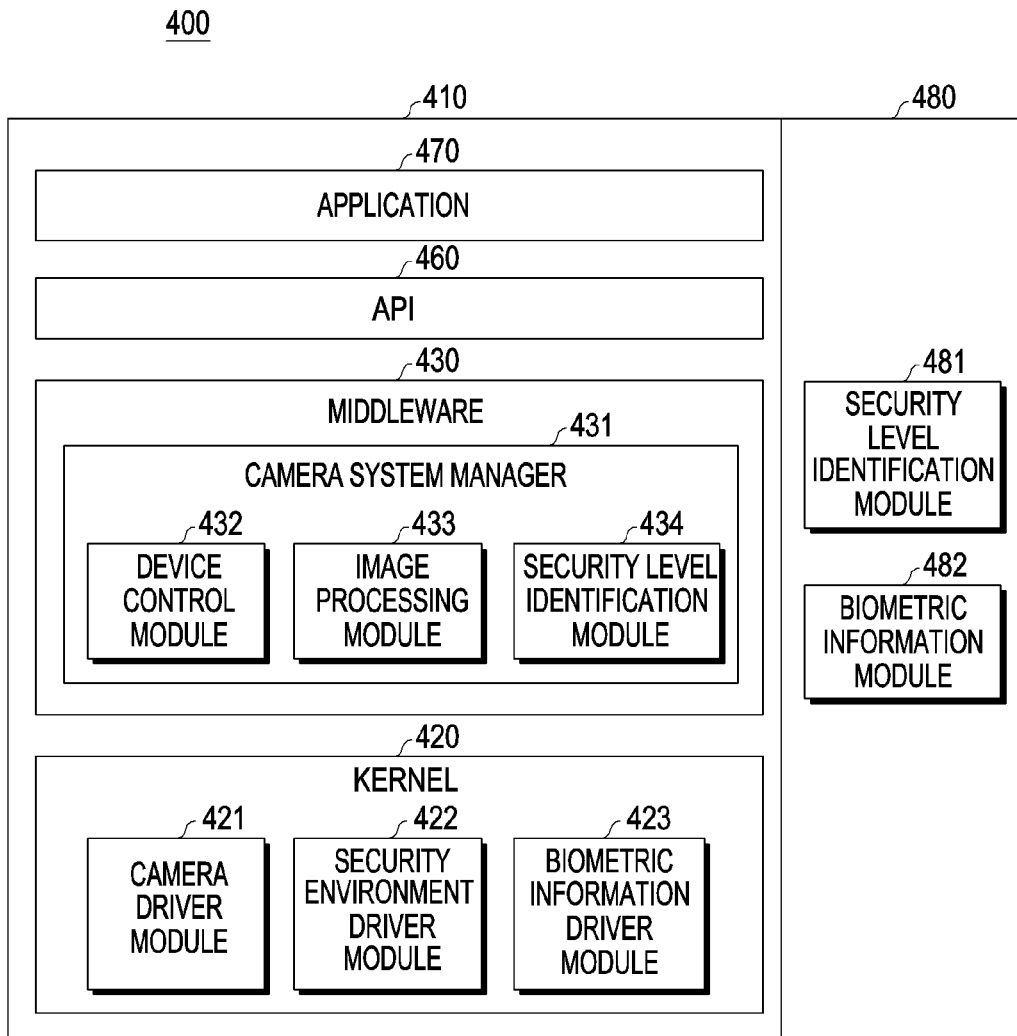 400
410
480
470
APPLICATION
460
API
430
MIDDLEWARE
431
CAMERA SYSTEM MANAGER
432
DEVICE
CONTROL
MODULE
433
IMAGE
PROCESSING
MODULE
434
SECURITY LEVEL
IDENTIFICATION
MODULE
420
KERNEL
421
CAMERA
DRIVER
MODULE
422
SECURITY
ENVIRONMENT
DRIVER
MODULE
423
BIOMETRIC
INFORMATION
DRIVER
MODULE
481
SECURITY
LEVEL
IDENTIFICATION
MODULE
482
BIOMETRIC
INFORMATION
MODULE